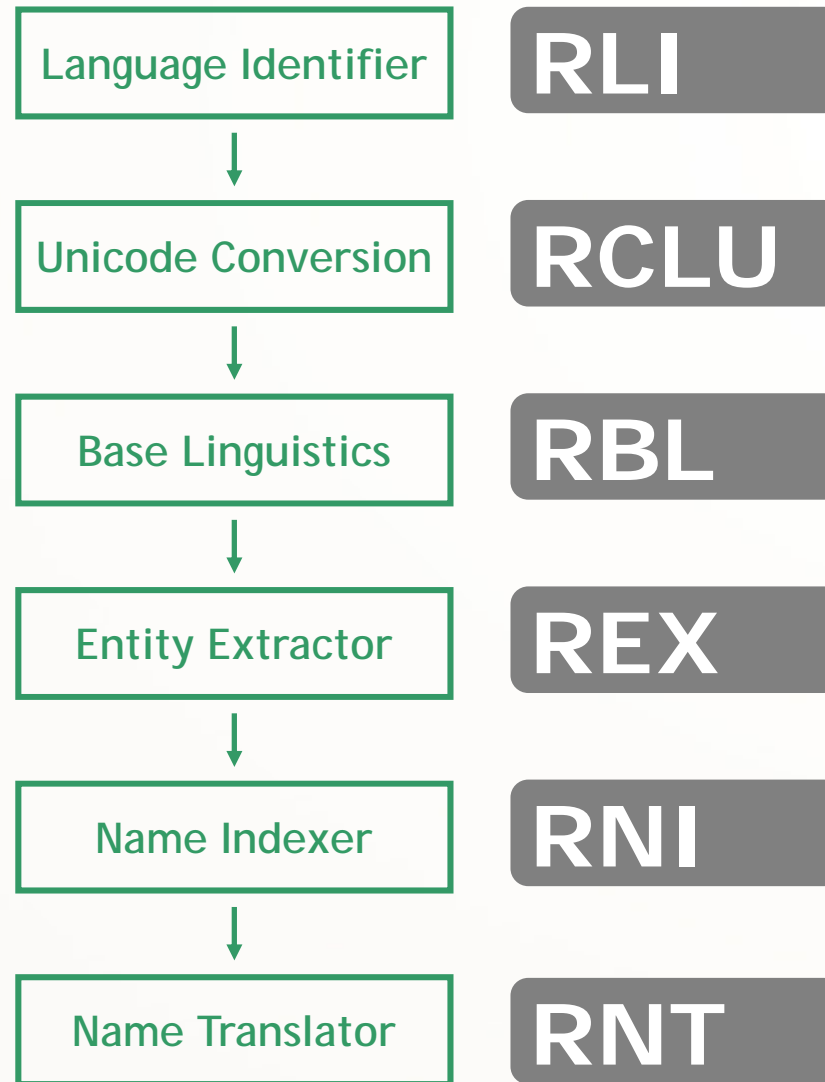 Language Identifier
RLI
Unicode Conversion
RCLU
Base Linguistics
RBL
Entity Extractor
REX
Name Indexer
RNI
Name Translator
RNT